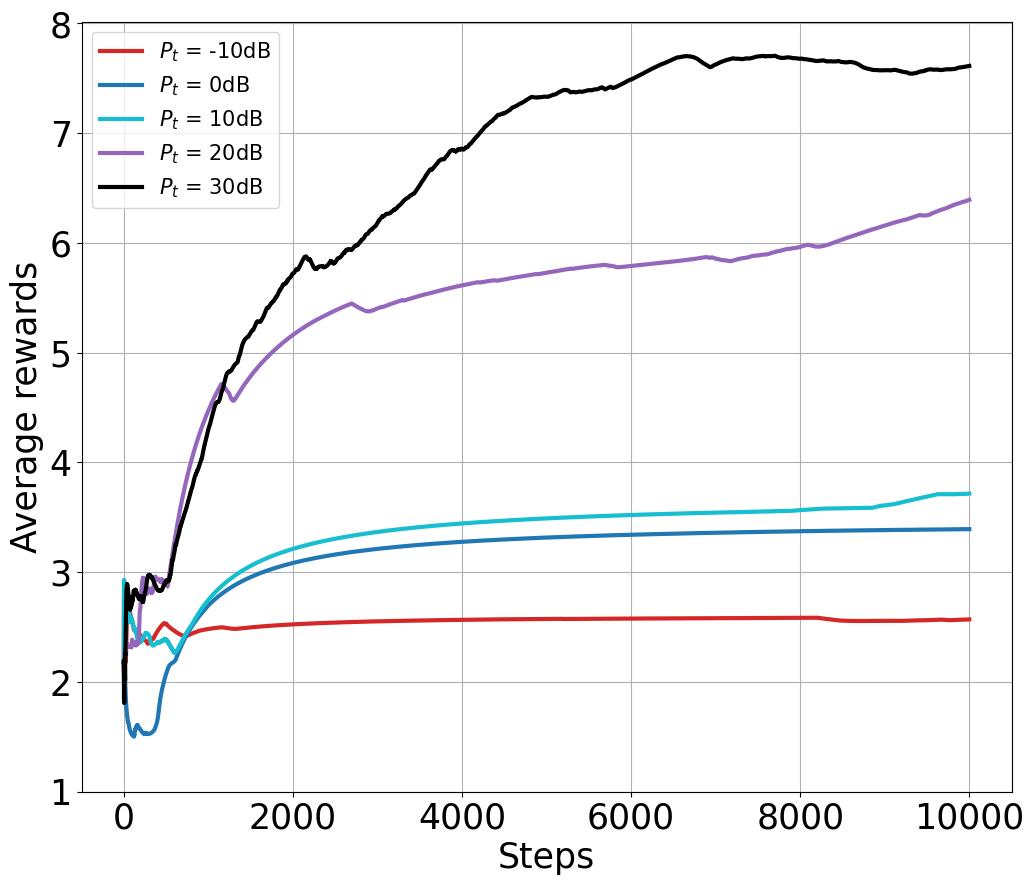 P_t = -10dB
P_t = 0dB
P_t = 10dB
P_t = 20dB
P_t = 30dB
8
7
6
5
4
3
2
1
Average rewards
0 2000 4000 6000 8000 10000
Steps